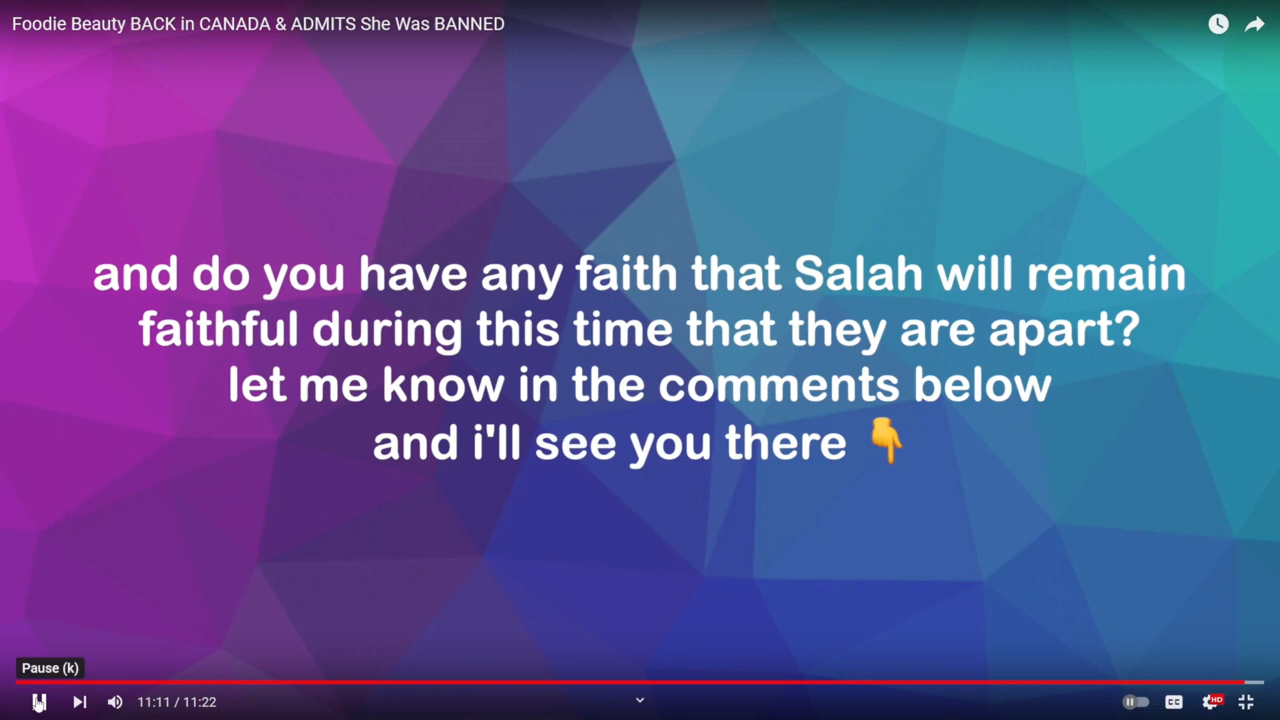 Foodie Beauty BACK in CANADA & ADMITS She Was BANNED
and do you have any faith that Salah will remain
faithful during this time that they are apart?
let me know in the comments below
and i'll see you there 👇
Pause (k)
11:11 / 11:22
CC
HD